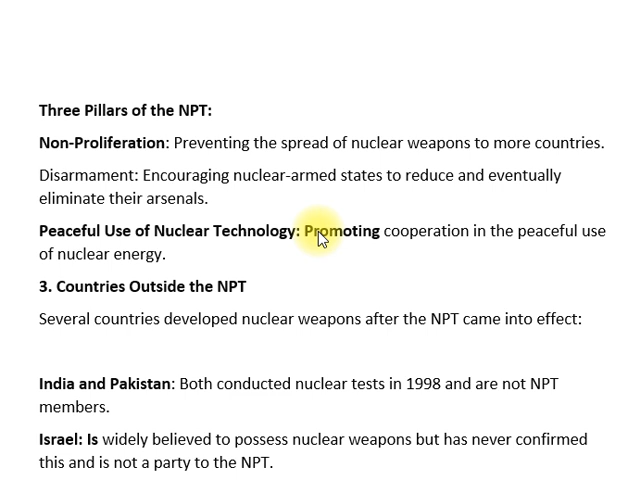 Three Pillars of the NPT:
Non-Proliferation: Preventing the spread of nuclear weapons to more countries.
Disarmament: Encouraging nuclear-armed states to reduce and eventually
eliminate their arsenals.
Peaceful Use of Nuclear Technology: Promoting cooperation in the peaceful use
of nuclear energy.
3. Countries Outside the NPT
Several countries developed nuclear weapons after the NPT came into effect:
India and Pakistan: Both conducted nuclear tests in 1998 and are not NPT
members.
Israel: Is widely believed to possess nuclear weapons but has never confirmed
this and is not a party to the NPT.